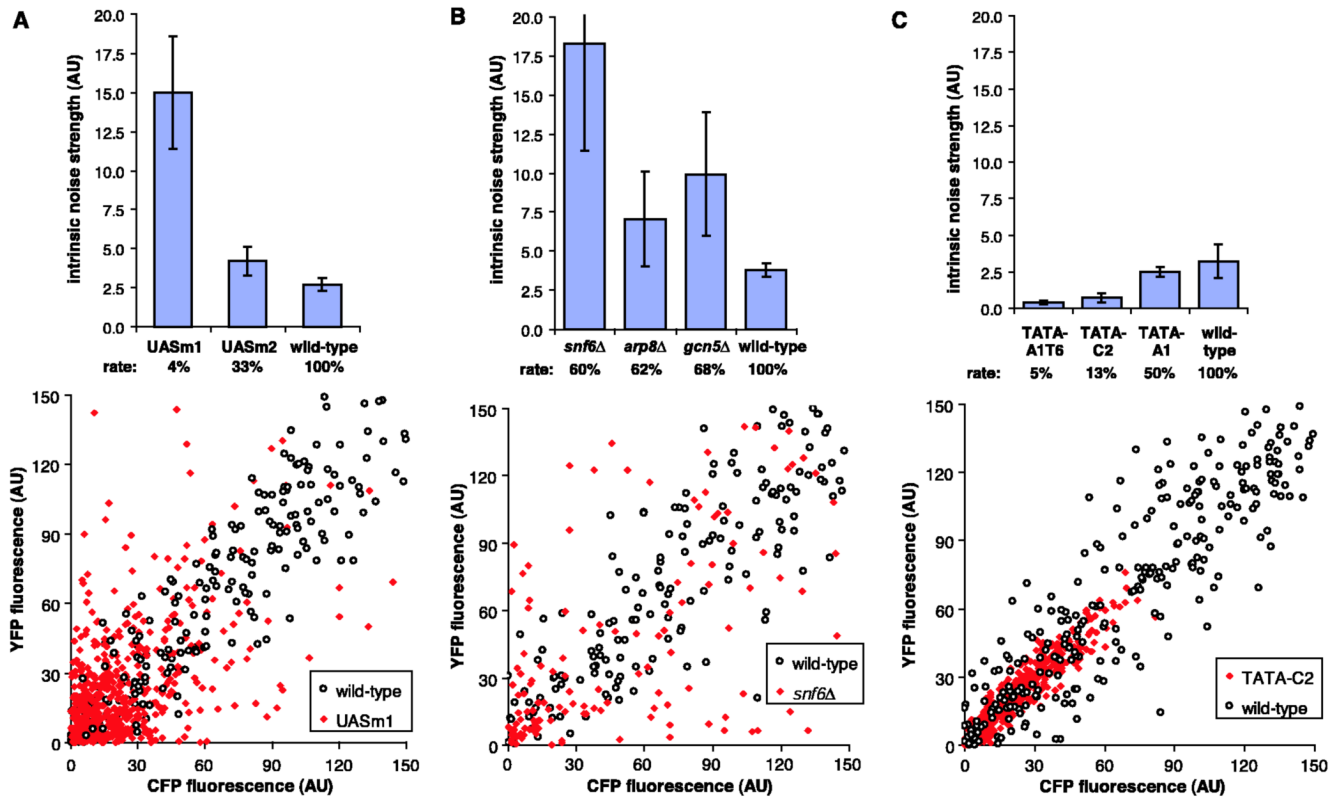 A
intrinsic noise strength (AU)
20.0
17.5
15.0
12.5
10.0
7.5
5.0
2.5
0.0
UASm1 UASm2 wild-type
rate: 4% 33% 100%
YFP fluorescence (AU)
150
120
90
60
30
0
0 30 60 90 120 150
CFP fluorescence (AU)
wild-type
UASm1
B
intrinsic noise strength (AU)
20.0
17.5
15.0
12.5
10.0
7.5
5.0
2.5
0.0
snf6Δ arp8Δ gcn5Δ wild-type
rate: 60% 62% 68% 100%
YFP fluorescence (AU)
150
120
90
60
30
0
0 30 60 90 120 150
CFP fluorescence (AU)
wild-type
snf6Δ
C
intrinsic noise strength (AU)
20.0
17.5
15.0
12.5
10.0
7.5
5.0
2.5
0.0
TATA- TATA- TATA- wild-
A1T6 C2 A1 type
rate: 5% 13% 50% 100%
YFP fluorescence (AU)
150
120
90
60
30
0
0 30 60 90 120 150
CFP fluorescence (AU)
TATA-C2
wild-type